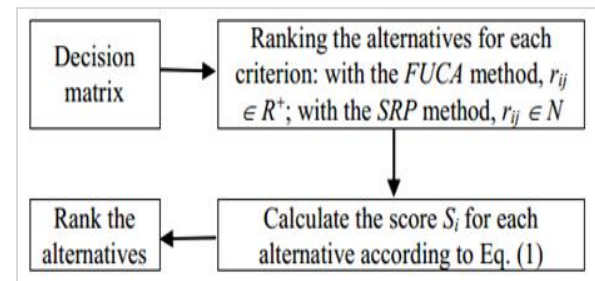 Decision
matrix
Ranking the alternatives for each
criterion: with the FUCA method, rij
∈ R+; with the SRP method, rij ∈ N
Calculate the score Si for each
alternative according to Eq. (1)
Rank the
alternatives